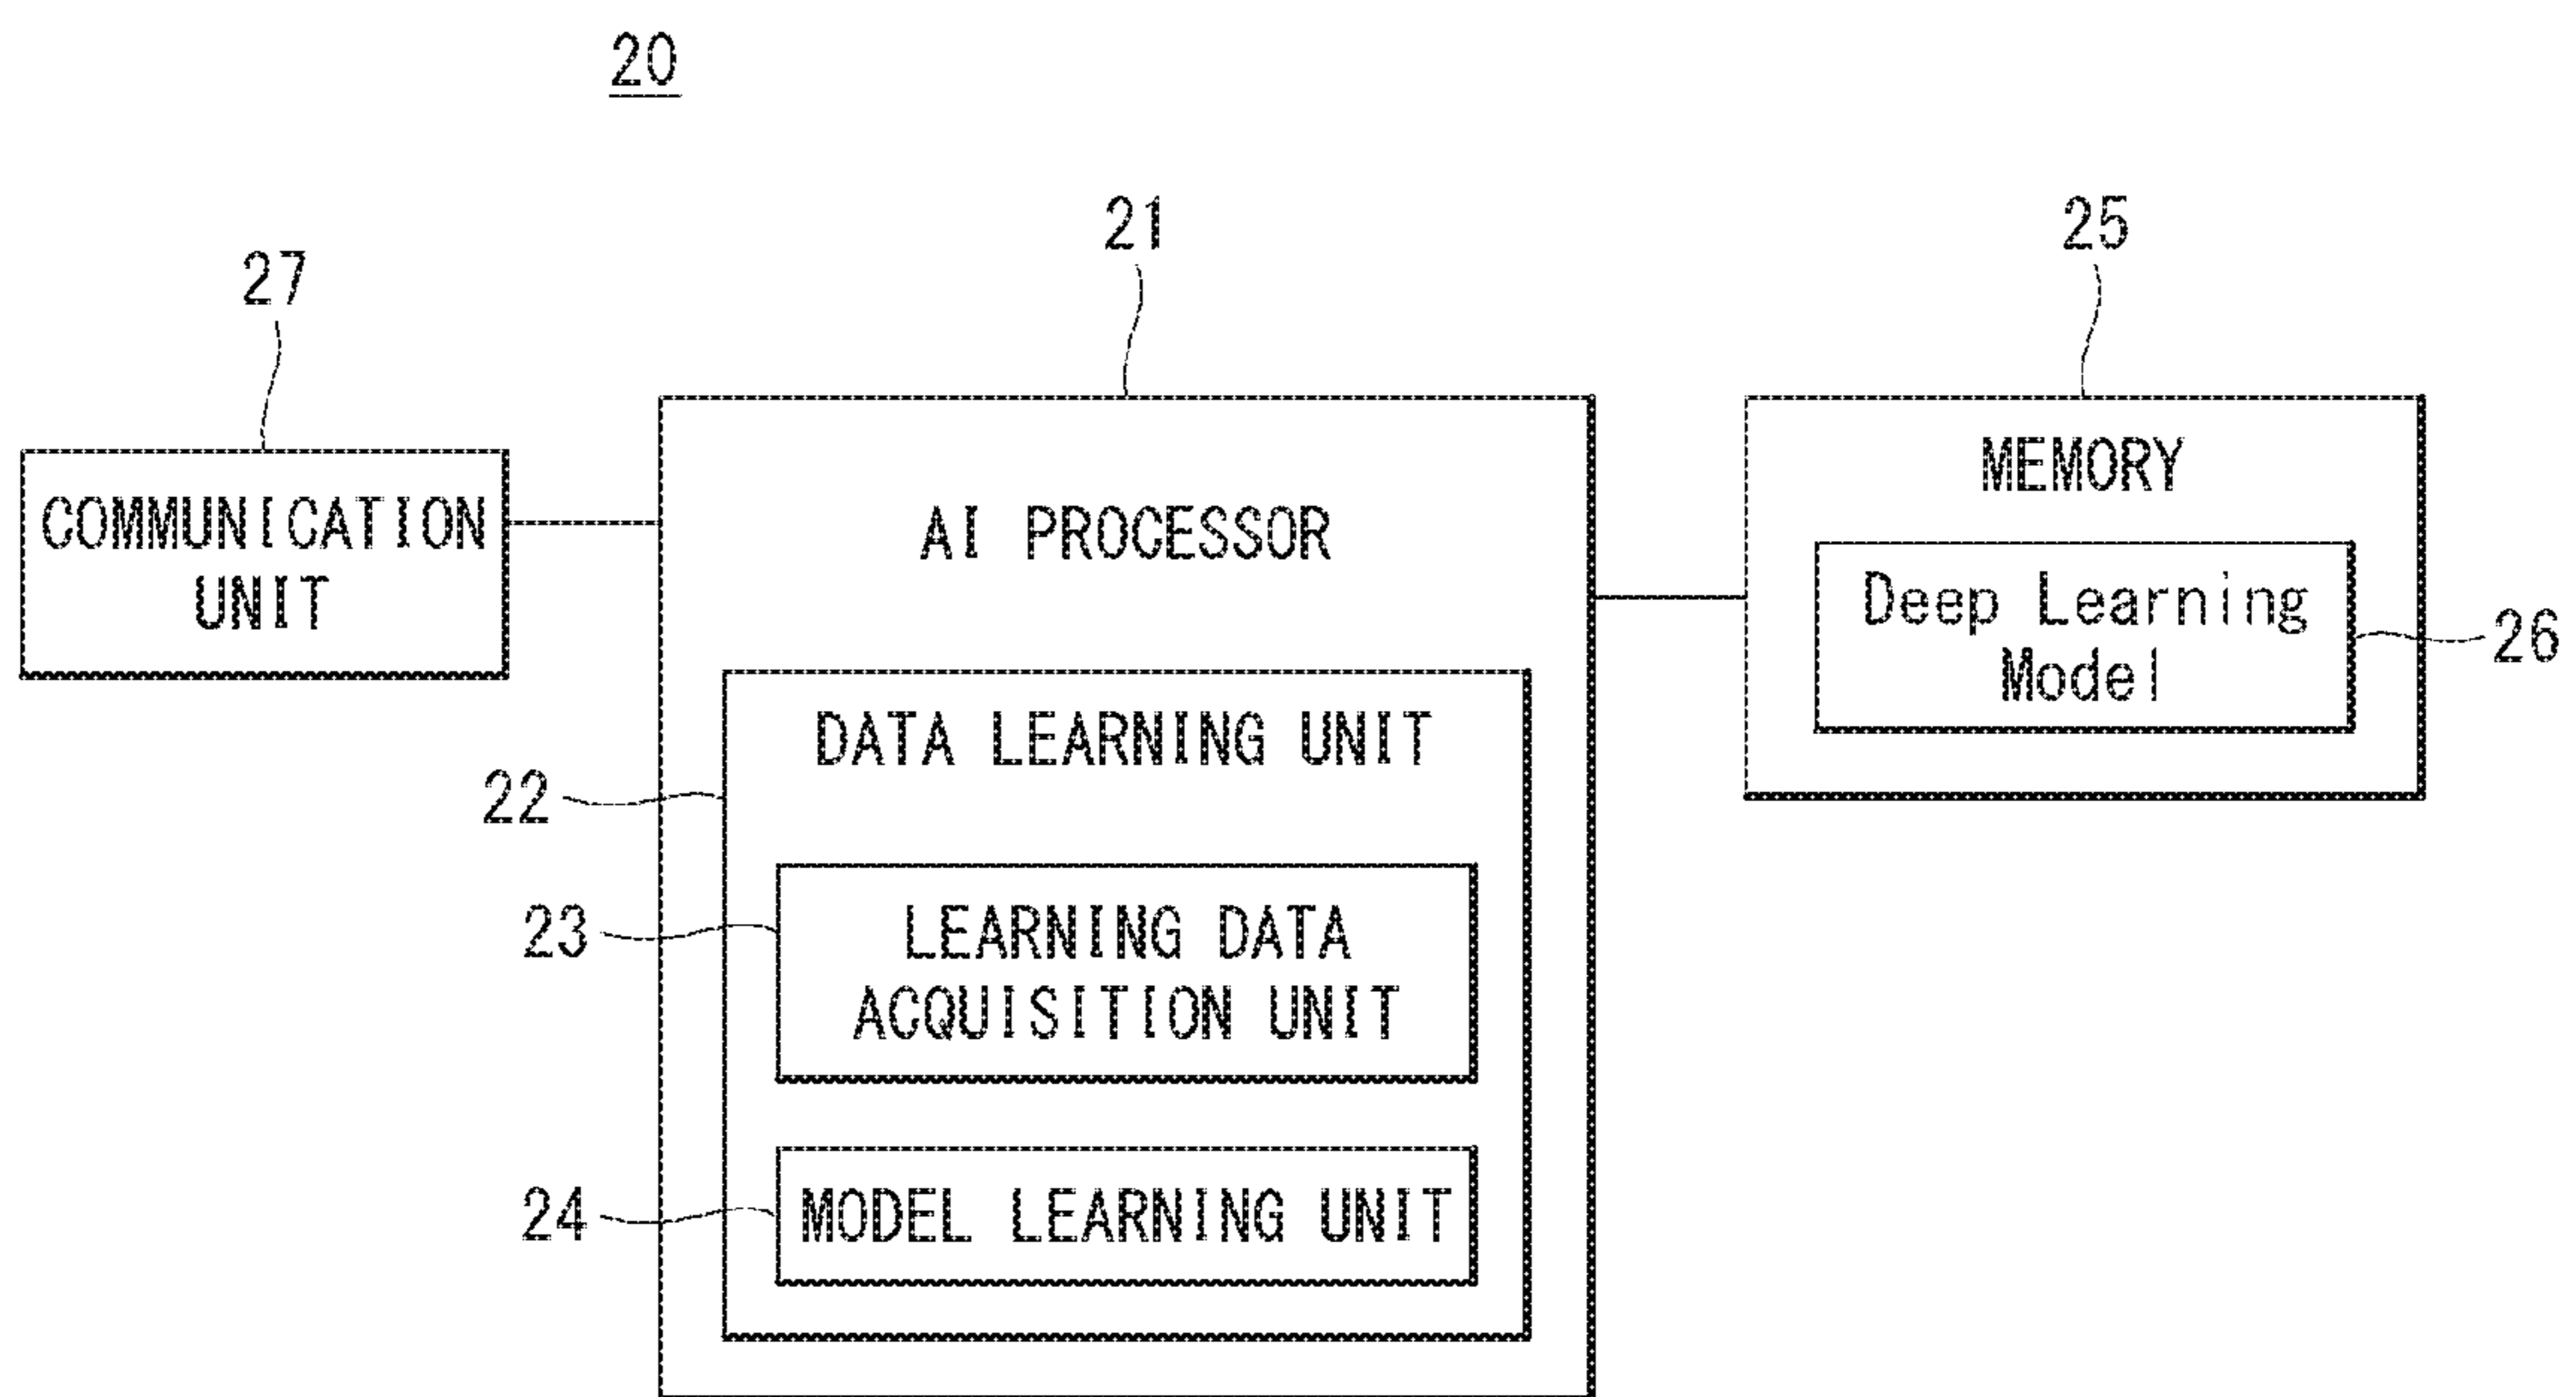 20
21
25
27
COMMUNICATION
UNIT
AI PROCESSOR
MEMORY
Deep Learning
Model
26
DATA LEARNING UNIT
22
23
LEARNING DATA
ACQUISITION UNIT
24
MODEL LEARNING UNIT